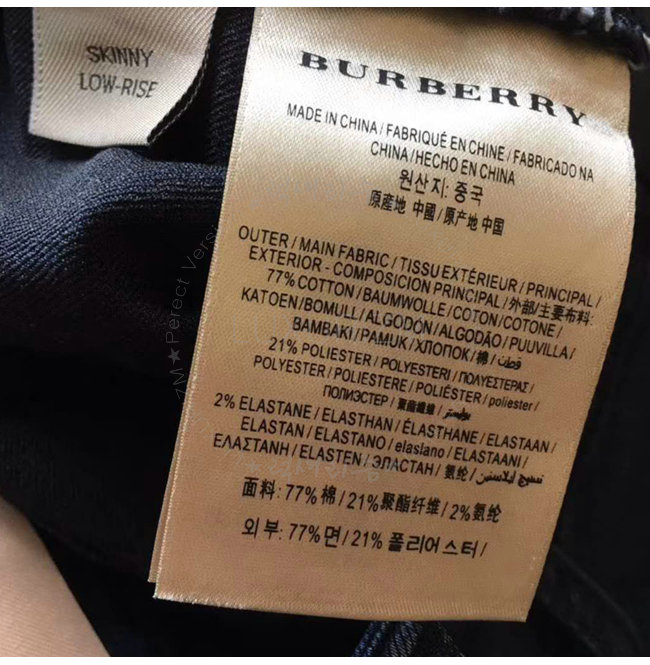 SKINNY
LOW-RISE
BURBERRY
MADE IN CHINA / FABRIQUÉ EN CHINE / FABRICADO NA
CHINA / HECHO EN CHINA
원산지: 중국
原產地 中國 / 原产地 中国
OUTER / MAIN FABRIC / TISSU EXTÉRIEUR / PRINCIPAL /
EXTERIOR - COMPOSICION PRINCIPAL / 外部/主要布料:
77% COTTON / BAUMWOLLE / COTON / COTONE /
KATOEN / BOMULL / ALGODÓN / ALGODÃO / PUUVILLA /
BAMBAKI / PAMUK / ХЛОПОК / 棉 / قطن /
21% POLIESTER / POLYESTERI / ΠΟΛΥΕΣΤΕΡΑΣ /
POLYESTER / POLIESTERE / POLIÉSTER / poliester /
ПОЛИЭСТЕР / 聚酯纖維 / بوليستر /
2% ELASTANE / ELASTHAN / ÉLASTHANE / ELASTAAN /
ELASTAN / ELASTANO / elasiano / ELASTAANI /
ΕΛΑΣΤΑΝΗ / ELASTEN / ЭЛАСТАН / 氨纶 /
面料: 77% 棉 / 21% 聚酯纤维 / 2% 氨纶
외부: 77% 면 / 21% 폴리에스터 /
★ Perect Versi